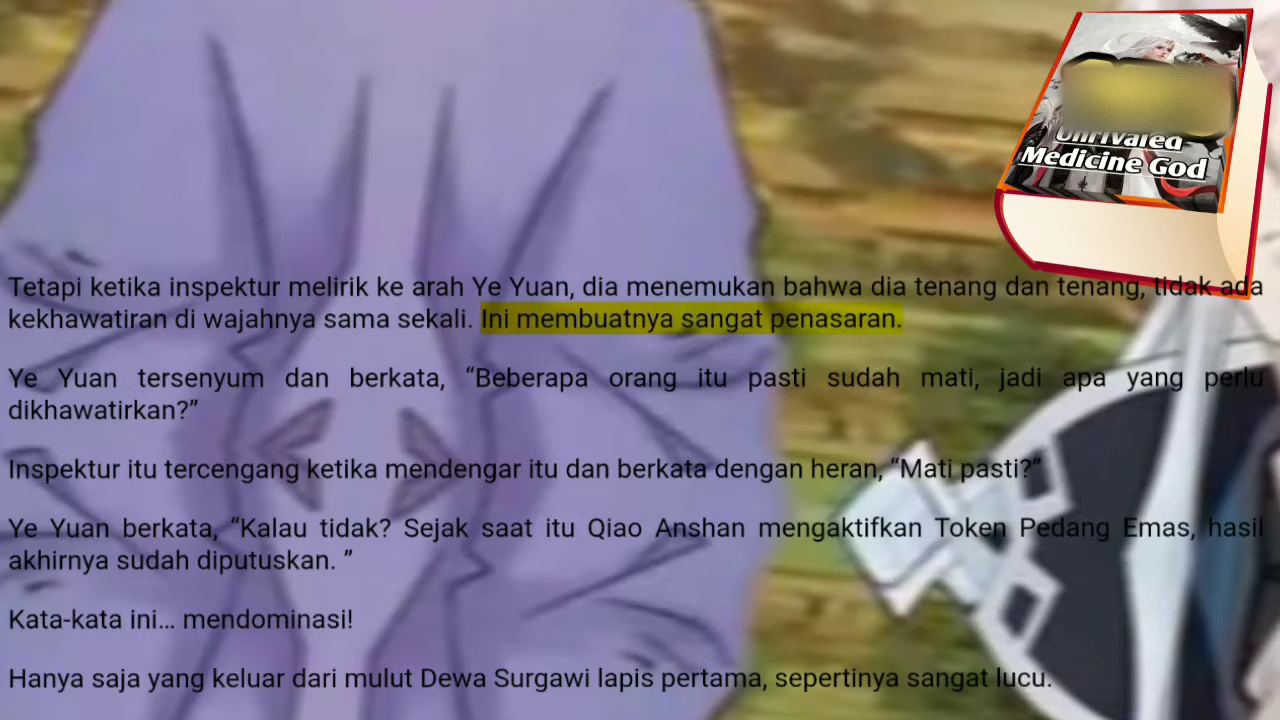 Unrivaled
Medicine God
Tetapi ketika inspektur melirik ke arah Ye Yuan, dia menemukan bahwa dia tenang dan tenang, tidak ada
kekhawatiran di wajahnya sama sekali. Ini membuatnya sangat penasaran.
Ye Yuan tersenyum dan berkata, “Beberapa orang itu pasti sudah mati, jadi apa yang perlu
dikhawatirkan?”
Inspektur itu tercengang ketika mendengar itu dan berkata dengan heran, “Mati pasti?”
Ye Yuan berkata, “Kalau tidak? Sejak saat itu Qiao Anshan mengaktifkan Token Pedang Emas, hasil
akhirnya sudah diputuskan. ”
Kata-kata ini… mendominasi!
Hanya saja yang keluar dari mulut Dewa Surgawi lapis pertama, sepertinya sangat lucu.